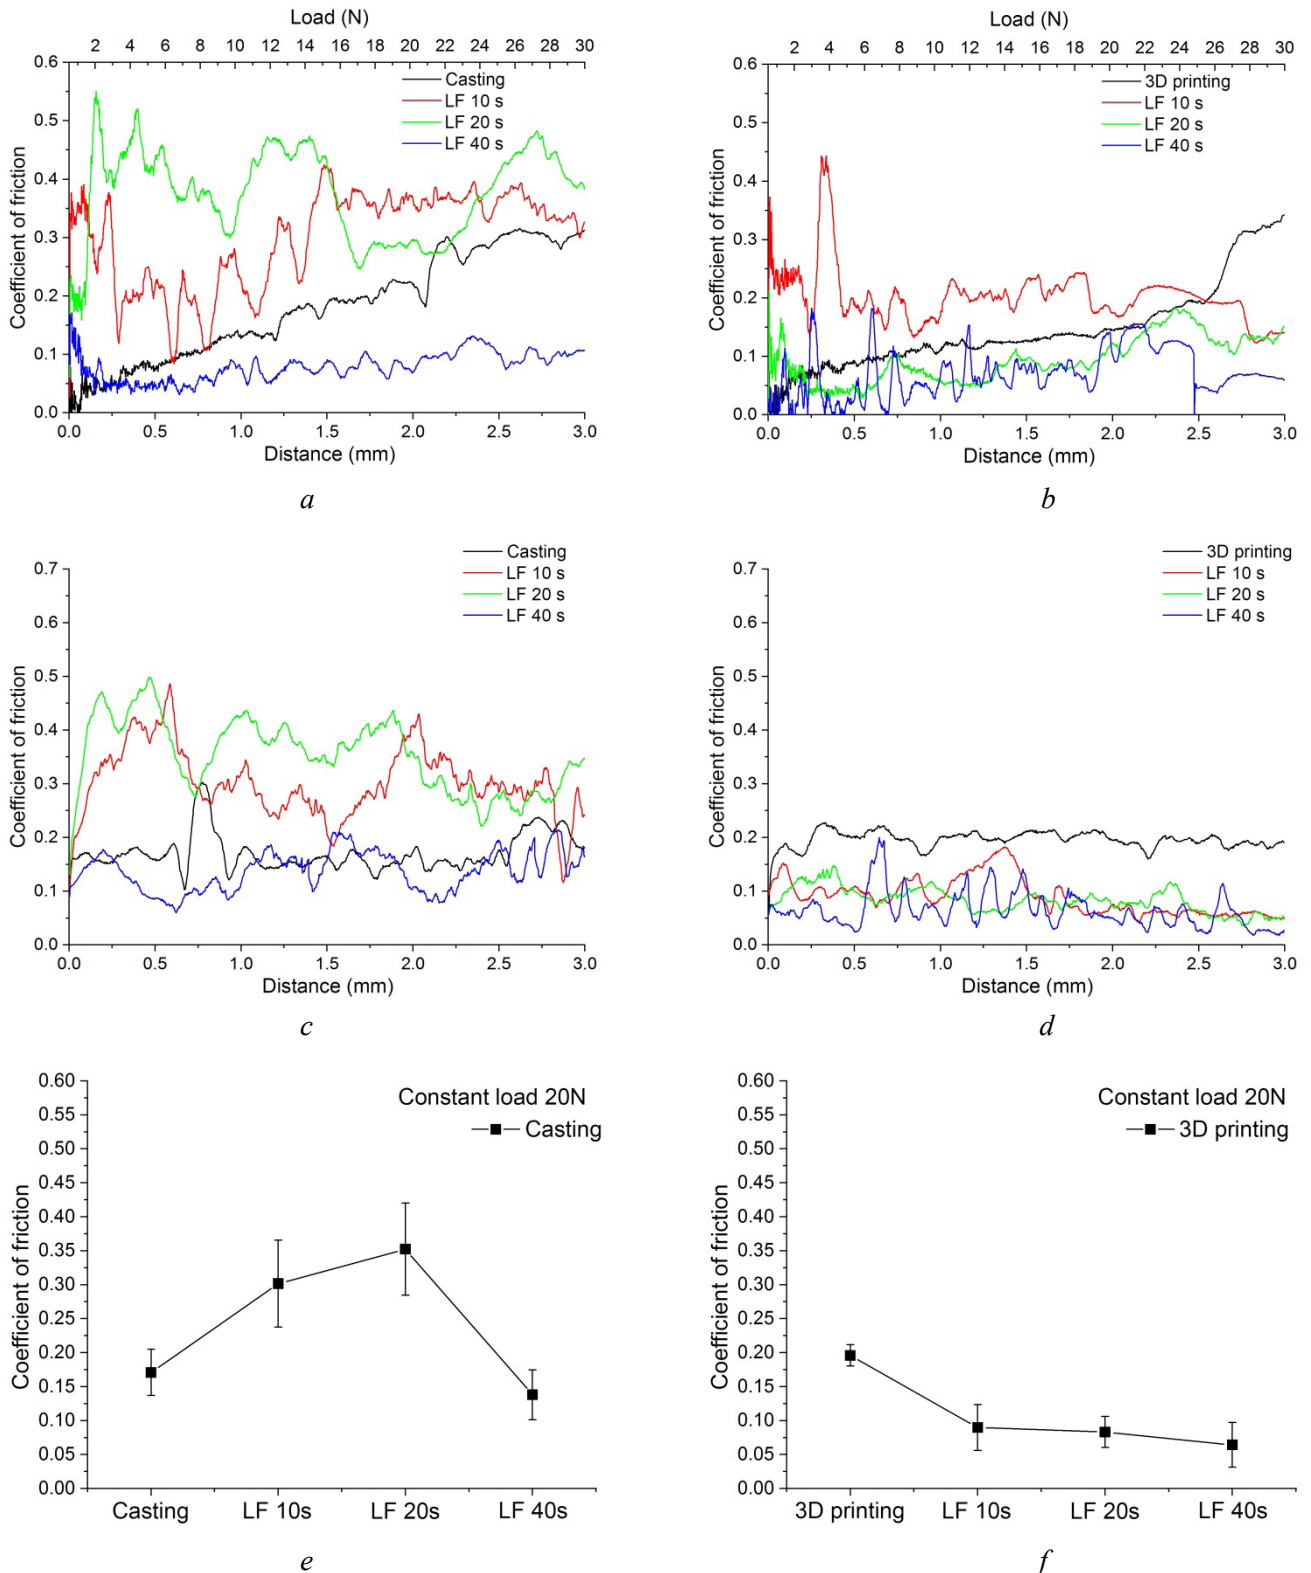 Load (N)
2 4 6 8 10 12 14 16 18 20 22 24 26 28 30
0.6
0.5
0.4
0.3
0.2
0.1
0.0
Coefficient of friction
Casting
LF 10 s
LF 20 s
LF 40 s
0.0 0.5 1.0 1.5 2.0 2.5 3.0
Distance (mm)
a
Load (N)
2 4 6 8 10 12 14 16 18 20 22 24 26 28 30
0.6
0.5
0.4
0.3
0.2
0.1
0.0
Coefficient of friction
3D printing
LF 10 s
LF 20 s
LF 40 s
0.0 0.5 1.0 1.5 2.0 2.5 3.0
Distance (mm)
b
0.7
0.6
0.5
0.4
0.3
0.2
0.1
0.0
Coefficient of friction
Casting
LF 10 s
LF 20 s
LF 40 s
0.0 0.5 1.0 1.5 2.0 2.5 3.0
Distance (mm)
c
0.7
0.6
0.5
0.4
0.3
0.2
0.1
0.0
Coefficient of friction
3D printing
LF 10 s
LF 20 s
LF 40 s
0.0 0.5 1.0 1.5 2.0 2.5 3.0
Distance (mm)
d
0.60
0.55
0.50
0.45
0.40
0.35
0.30
0.25
0.20
0.15
0.10
0.05
0.00
Coefficient of friction
Constant load 20N
Casting
Casting LF 10s LF 20s LF 40s
e
0.60
0.55
0.50
0.45
0.40
0.35
0.30
0.25
0.20
0.15
0.10
0.05
0.00
Coefficient of friction
Constant load 20N
3D printing
3D printing LF 10s LF 20s LF 40s
f